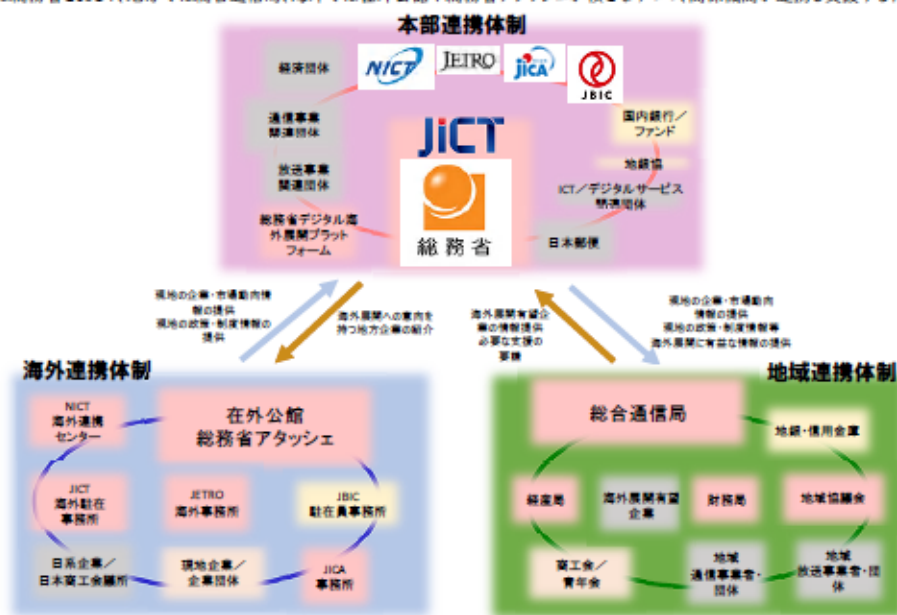 本部連携体制
経済団体
NICT
JETRO
JICA
JBIC
通信事業
関連団体
国内銀行／
ファンド
JICT
地銀協
放送事業
関連団体
ICT／デジタルサービス
関連団体
総務省デジタル海
外展開プラット
フォーム
総務省
日本郵便
現地の企業・市場動向情
報の提供
現地の政策・制度情報の
提供
海外展開への意向を
持つ地方企業の紹介
海外展開有望企
業の情報提供
必要な支援の
要請
現地の企業・市場動向
情報の提供
現地の政策・制度情報等
海外展開に有益な情報の提供
海外連携体制
NICT
海外連携
センター
在外公館
総務省アタッシェ
JICT
海外駐在
事務所
JETRO
海外事務所
JBIC
駐在員事務所
日系企業／
日本商工会議所
現地企業／
企業団体
JICA
事務所
地域連携体制
総合通信局
地銀・信用金庫
経産局
海外展開有望
企業
財務局
地域協議会
商工会／
青年会
地域
通信事業者・
団体
地域
放送事業者・団
体